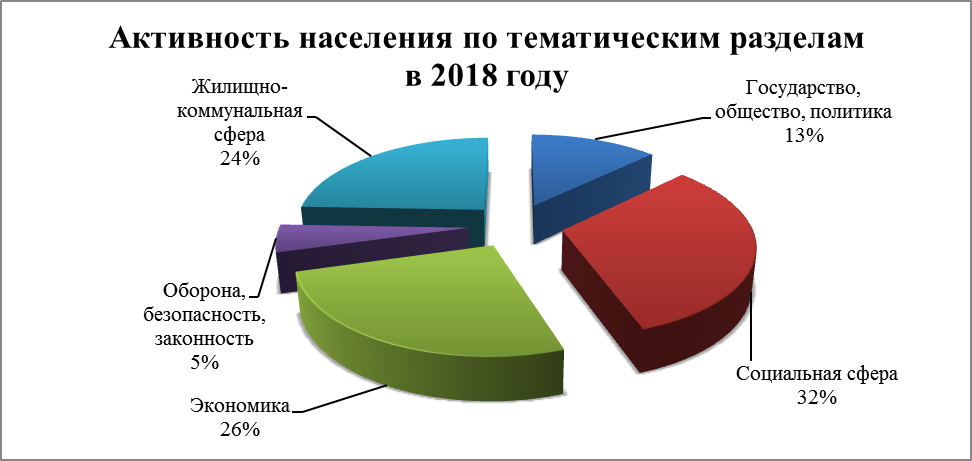 Активность населения по тематическим разделам
в 2018 году
Жилищно-
коммунальная
сфера
24%
Государство,
общество, политика
13%
Оборона,
безопасность,
законность
5%
Социальная сфера
32%
Экономика
26%